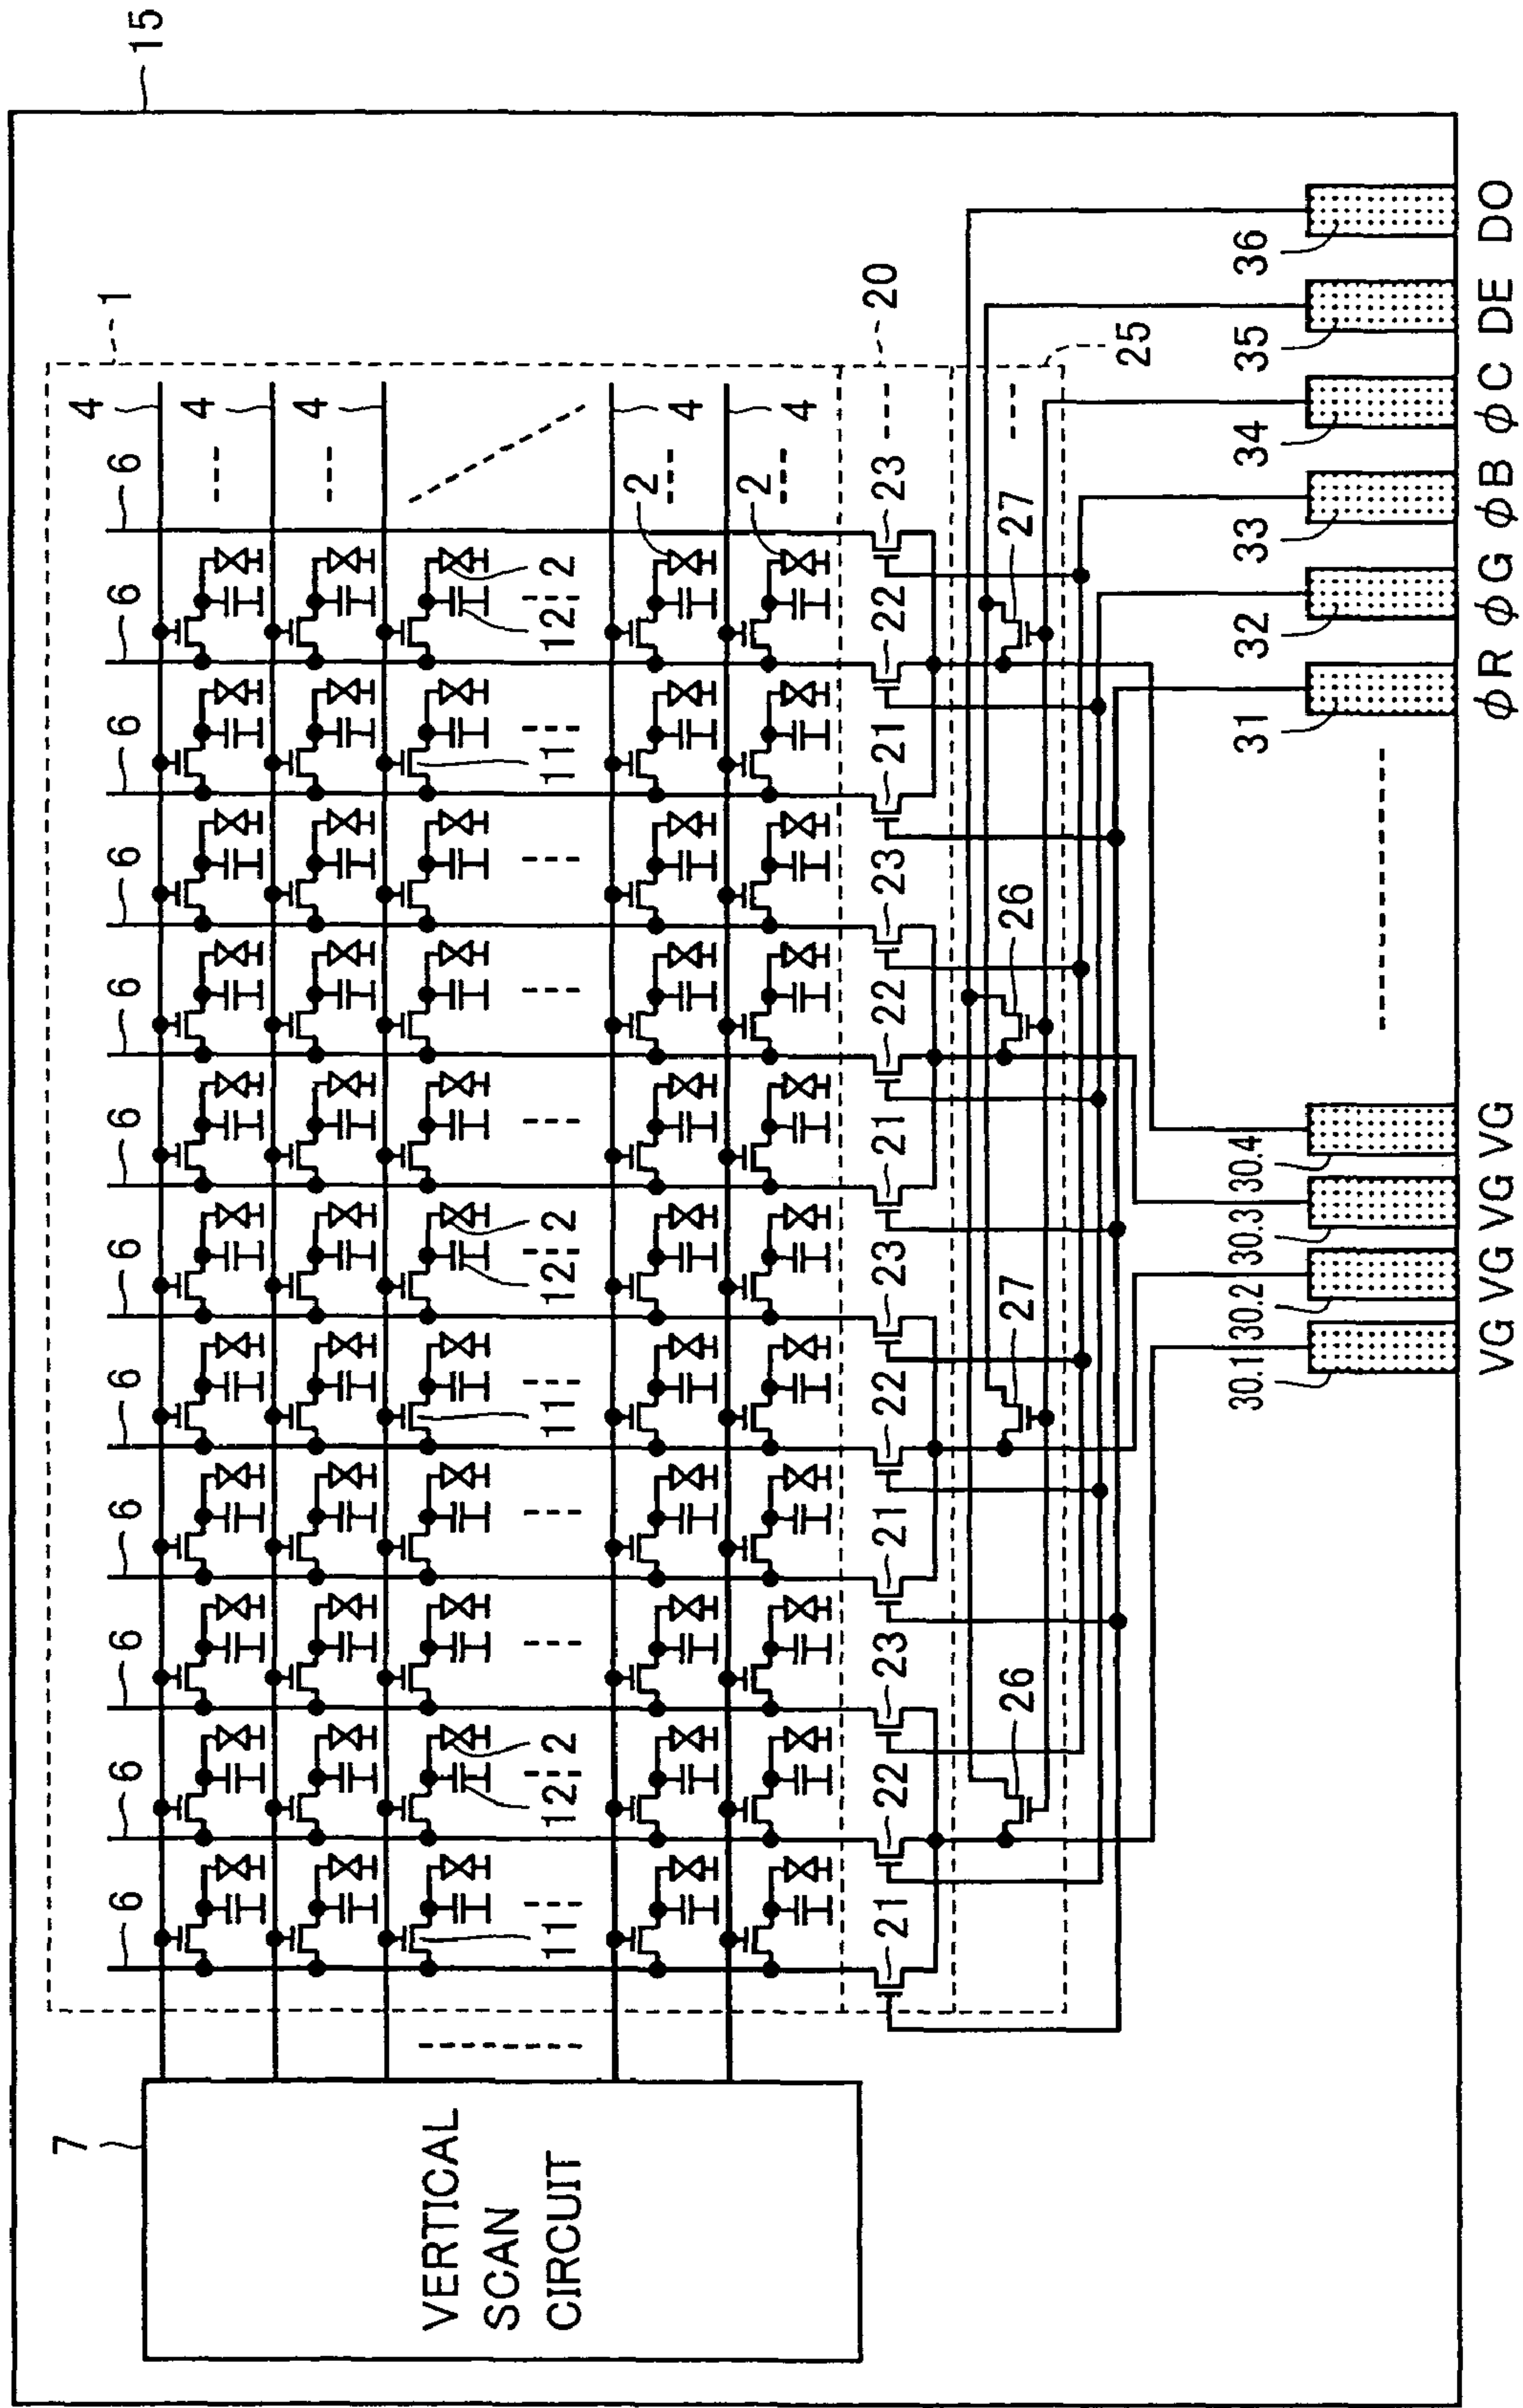 15
7
1
4
6 6 6 6 6 6 6 6 6 6 6 6
4
4
VERTICAL
SCAN
CIRCUIT
11 12 2 11 12 2 11 12 2
2
4
2
4
21 22 23 21 22 23 21 22 23 21 22 23 20
26 27 26 27
25
30.1 30.2 30.3 30.4 31 32 33 34 35 36
VG VG VG VG φR φG φB φC DE DO